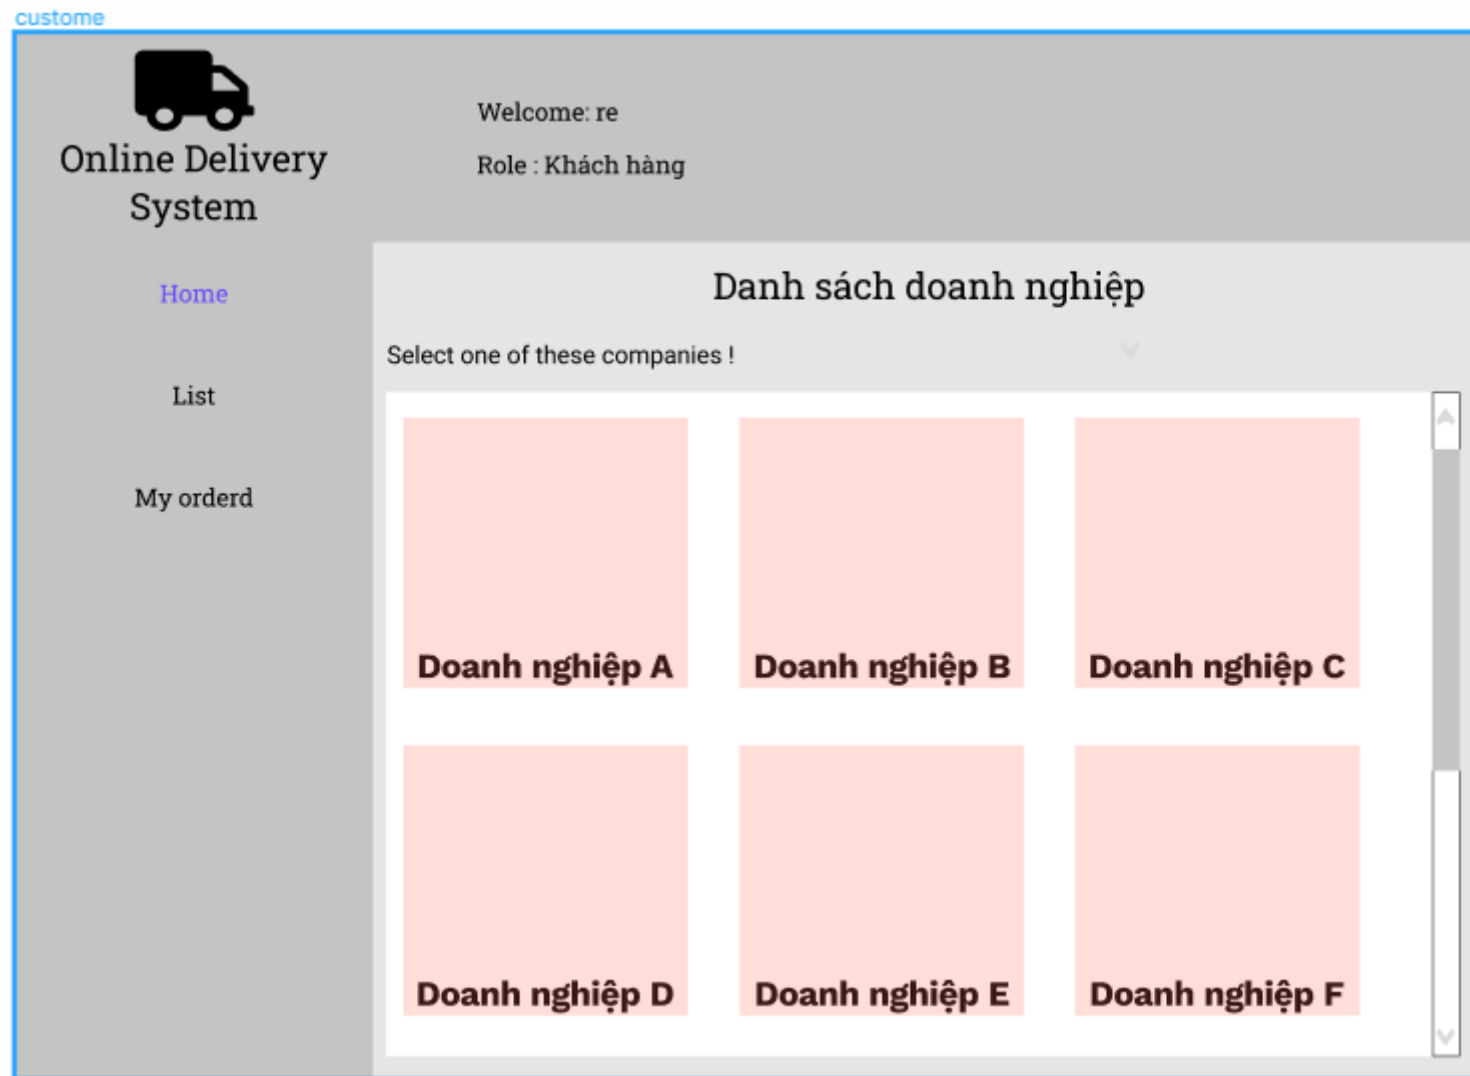 custome
Online Delivery
System
Welcome: re
Role : Khách hàng
Home
List
My orderd
Danh sách doanh nghiệp
Select one of these companies !
Doanh nghiệp A
Doanh nghiệp B
Doanh nghiệp C
Doanh nghiệp D
Doanh nghiệp E
Doanh nghiệp F